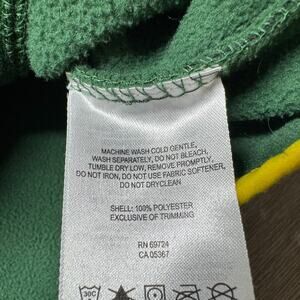 MACHINE WASH COLD GENTLE,
WASH SEPARATELY, DO NOT BLEACH,
TUMBLE DRY LOW, REMOVE PROMPTLY,
DO NOT IRON, DO NOT USE FABRIC SOFTENER,
DO NOT DRYCLEAN
SHELL: 100% POLYESTER
EXCLUSIVE OF TRIMMING
RN 69724
CA 05367
30C